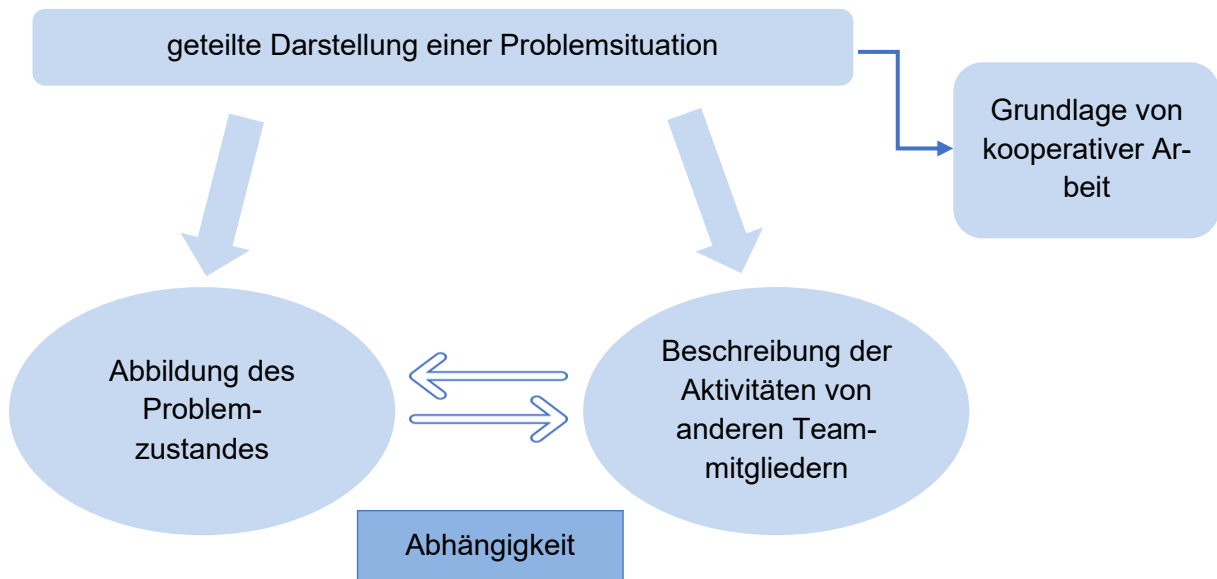 geteilte Darstellung einer Problemsituation
Grundlage von
kooperativer Ar-
beit
Abbildung des
Problem-
zustandes
Beschreibung der
Aktivitäten von
anderen Team-
mitgliedern
Abhängigkeit